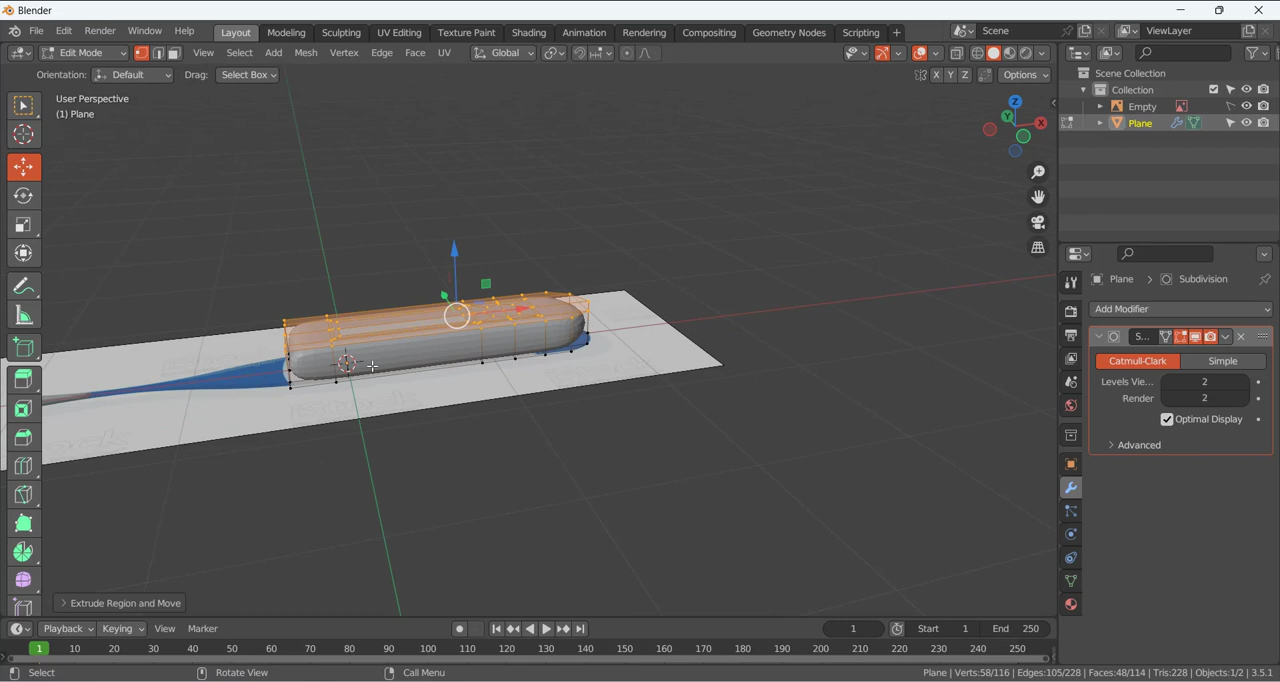 Blender
File Edit Render Window Help Layout Modeling Sculpting UV Editing Texture Paint Shading Animation Rendering Compositing Geometry Nodes Scripting + Scene ViewLayer
Edit Mode View Select Add Mesh Vertex Edge Face UV Global
Orientation: Default Drag: Select Box X Y Z Options
User Perspective
(1) Plane
Z
Y
X
Scene Collection
Collection
Empty
Plane
Plane > Subdivision
Add Modifier
S...
Catmull-Clark Simple
Levels Vie... 2
Render 2
Optimal Display
> Advanced
> Extrude Region and Move
Playback Keying View Marker 1 Start 1 End 250
1 10 20 30 40 50 60 70 80 90 100 110 120 130 140 150 160 170 180 190 200 210 220 230 240 250
Select Rotate View Call Menu Plane | Verts:58/116 | Edges:105/228 | Faces:48/114 | Tris:228 | Objects:1/2 | 3.5.1